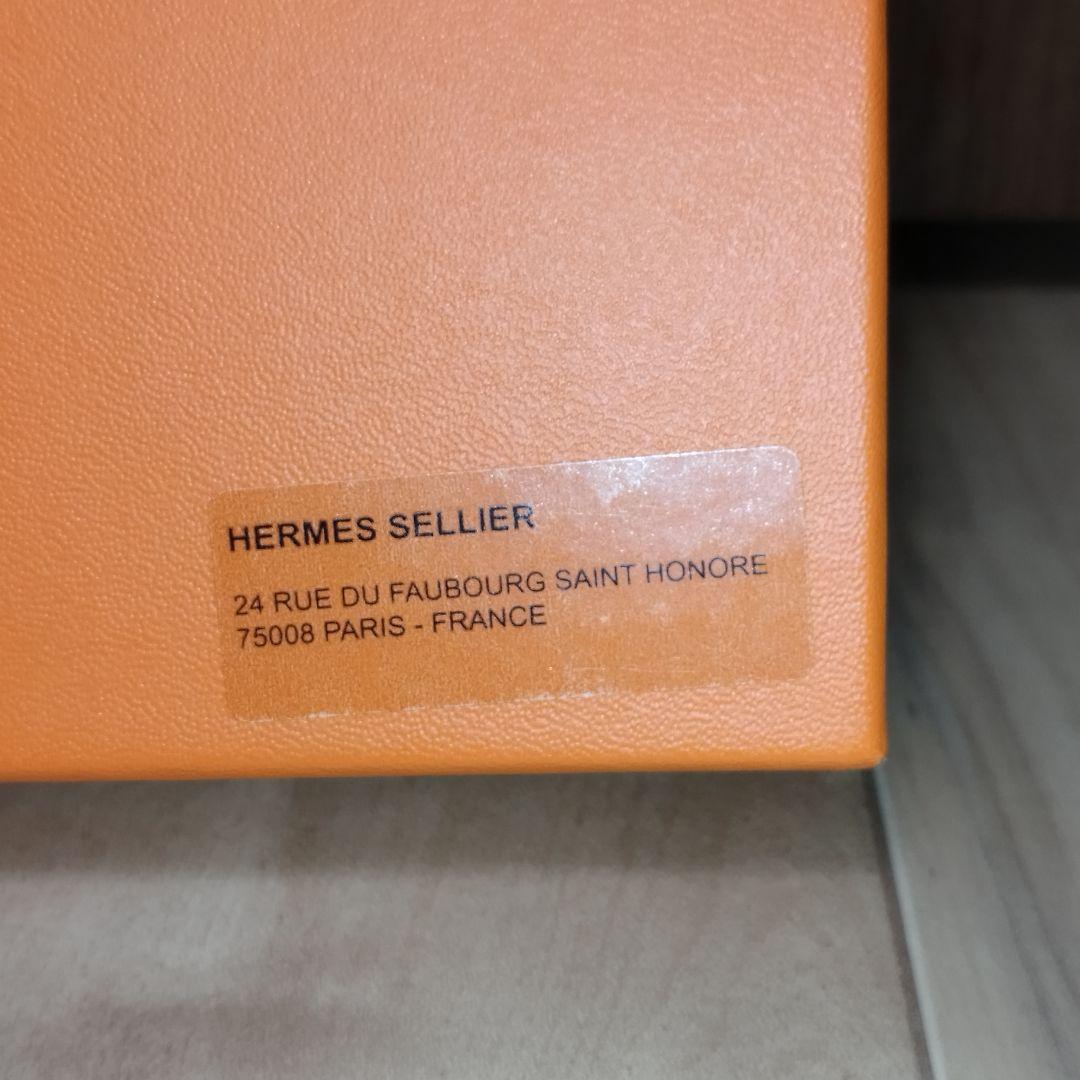 HERMES SELLIER
24 RUE DU FAUBOURG SAINT HONORE
75008 PARIS - FRANCE